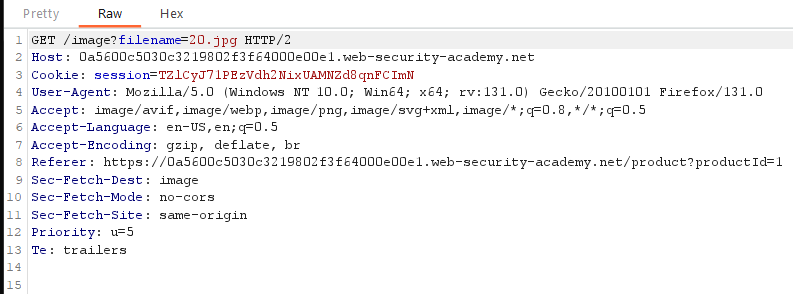 Pretty Raw Hex
1 GET /image?filename=20.jpg HTTP/2
2 Host: 0a5600c5030c3219802f3f64000e00e1.web-security-academy.net
3 Cookie: session=TZlCyJ71PEzVdh2NixUAMNZd8qnFCImN
4 User-Agent: Mozilla/5.0 (Windows NT 10.0; Win64; x64; rv:131.0) Gecko/20100101 Firefox/131.0
5 Accept: image/avif,image/webp,image/png,image/svg+xml,image/*;q=0.8,*/*;q=0.5
6 Accept-Language: en-US,en;q=0.5
7 Accept-Encoding: gzip, deflate, br
8 Referer: https://0a5600c5030c3219802f3f64000e00e1.web-security-academy.net/product?productId=1
9 Sec-Fetch-Dest: image
10 Sec-Fetch-Mode: no-cors
11 Sec-Fetch-Site: same-origin
12 Priority: u=5
13 Te: trailers
14
15